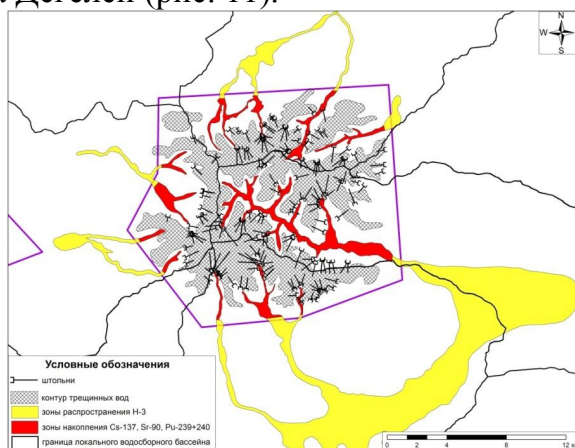 Дегелен (рис. 11).
N
W E
S
Условные обозначения
штольни
контур трещинных вод
зоны распространения Н-3
зоны накопления Cs-137, Sr-90, Pu-239+240
граница локального водосборного бассейна
0 2 4 8 12